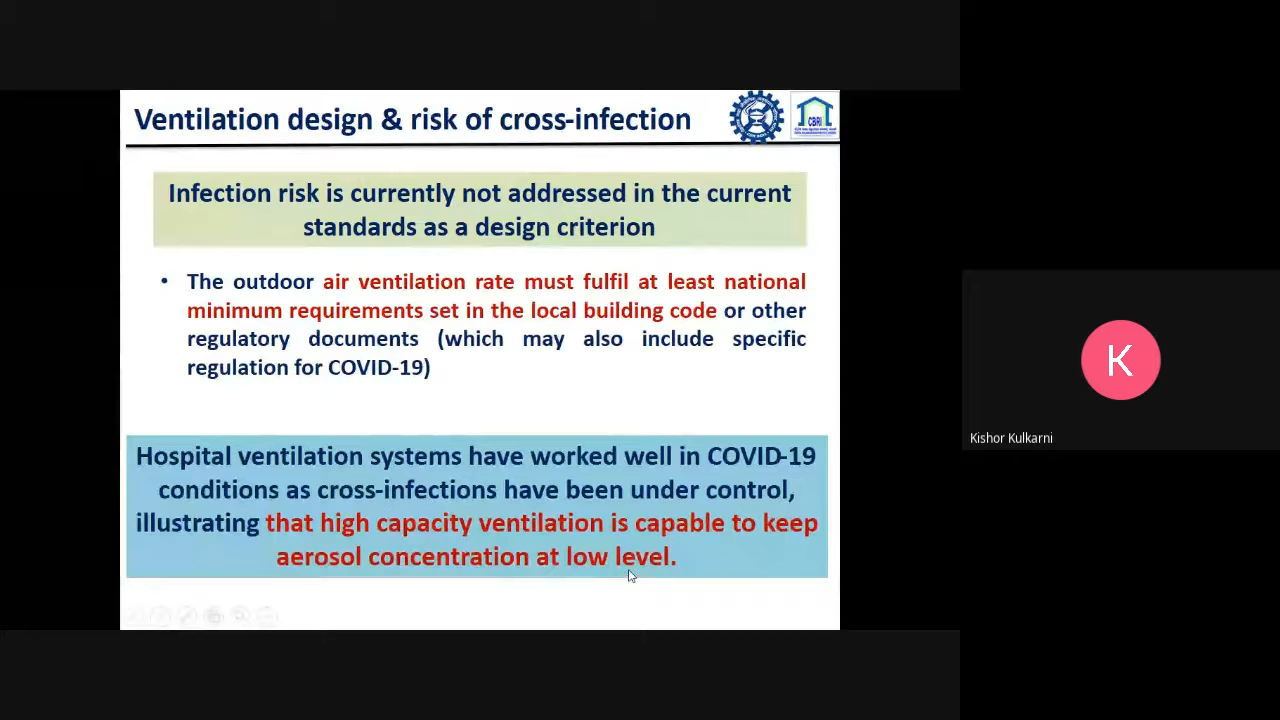 Ventilation design & risk of cross-infection
CBRI
Infection risk is currently not addressed in the current
standards as a design criterion
• The outdoor air ventilation rate must fulfil at least national
minimum requirements set in the local building code or other
regulatory documents (which may also include specific
regulation for COVID-19)
Hospital ventilation systems have worked well in COVID-19
conditions as cross-infections have been under control,
illustrating that high capacity ventilation is capable to keep
aerosol concentration at low level.
K
Kishor Kulkarni